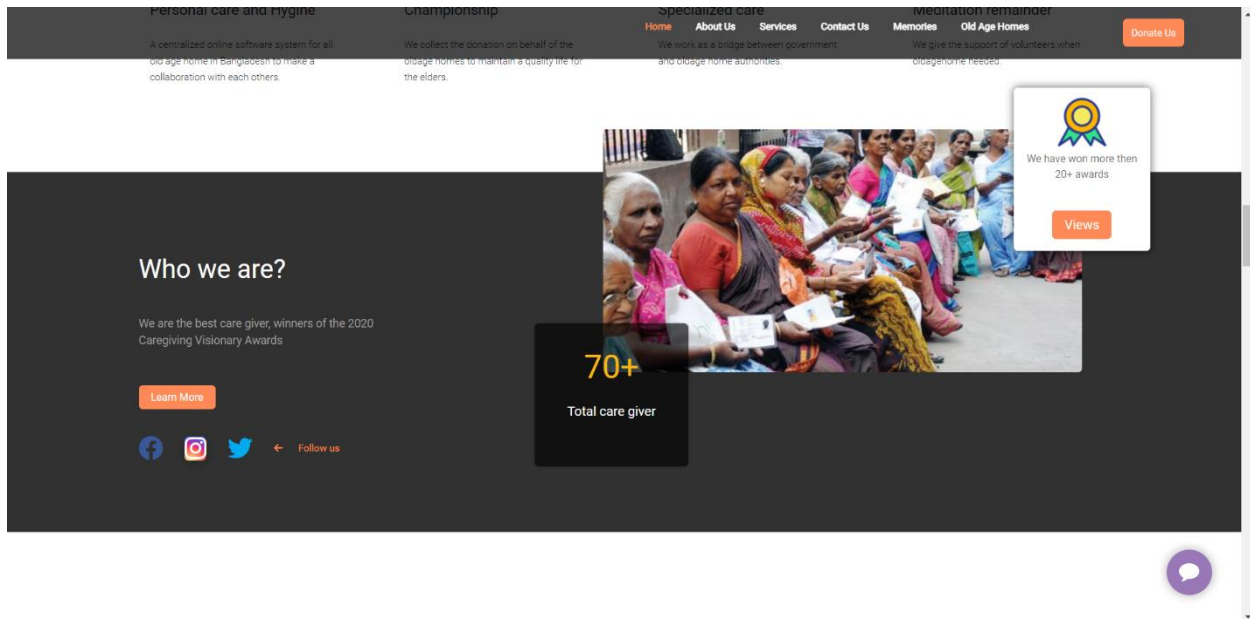 Personal care and Hygine
Championship
Specialized care
Meditation remainder
Home About Us Services Contact Us Memories Old Age Homes
Donate Us
A centralized online software system for all
old age home in Bangladesh to make a
collaboration with each others.
We collect the donation on behalf of the
oldage homes to maintain a quality life for
the elders.
We work as a bridge between government
and oldage home authorities.
We give the support of volunteers when
oldagehome needed.
We have won more then
20+ awards
Views
Who we are?
We are the best care giver, winners of the 2020
Caregiving Visionary Awards
Learn More
Follow us
70+
Total care giver